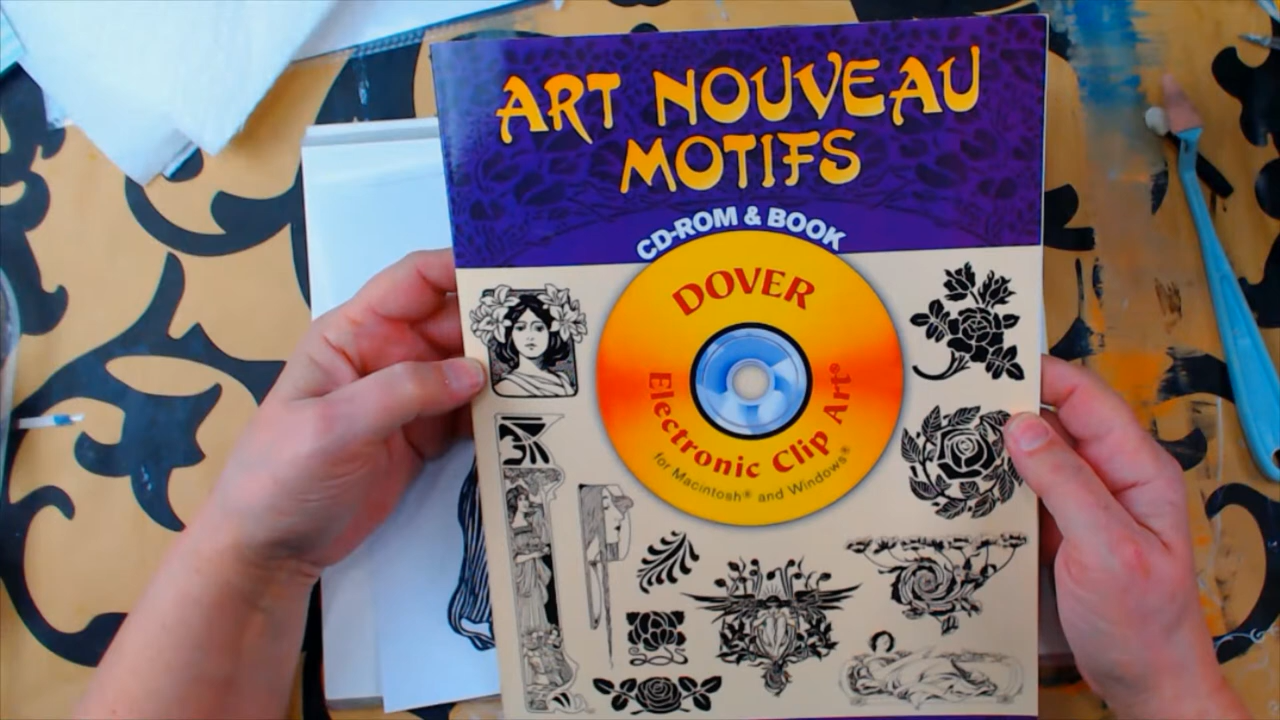 ART NOUVEAU
MOTIFS
CD-ROM & BOOK
DOVER
Electronic Clip Art®
for Macintosh® and Windows®